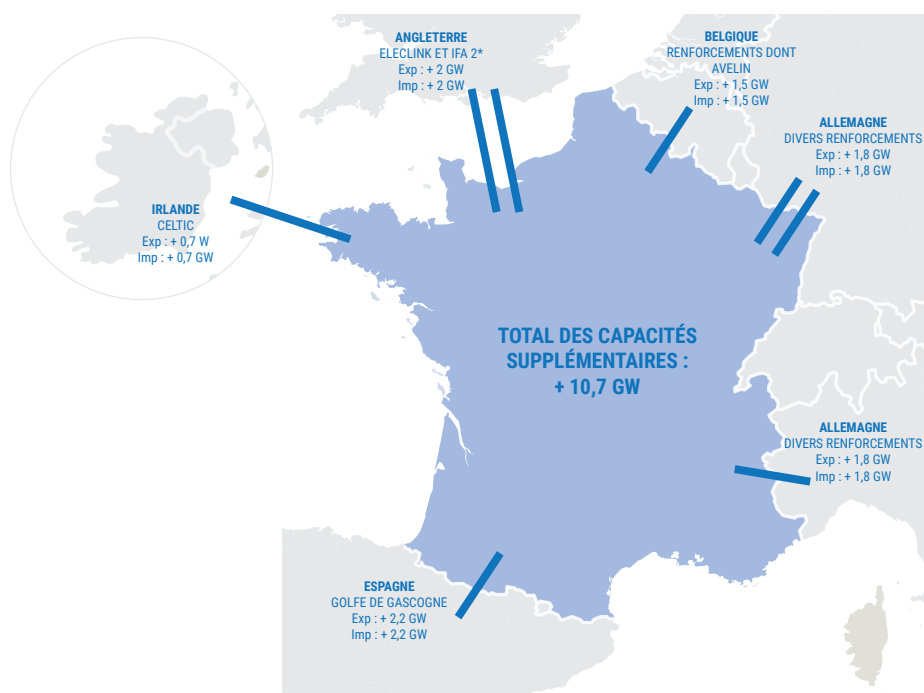 ANGLETERRE
ELECLINK ET IFA 2*
Exp : + 2 GW
Imp : + 2 GW
BELGIQUE
RENFORCEMENTS DONT
AVELIN
Exp : + 1,5 GW
Imp : + 1,5 GW
ALLEMAGNE
DIVERS RENFORCEMENTS
Exp : + 1,8 GW
Imp : + 1,8 GW
IRLANDE
CELTIC
Exp : + 0,7 W
Imp : + 0,7 GW
TOTAL DES CAPACITÉS
SUPPLÉMENTAIRES :
+ 10,7 GW
ALLEMAGNE
DIVERS RENFORCEMENTS
Exp : + 1,8 GW
Imp : + 1,8 GW
ESPAGNE
GOLFE DE GASCOGNE
Exp : + 2,2 GW
Imp : + 2,2 GW